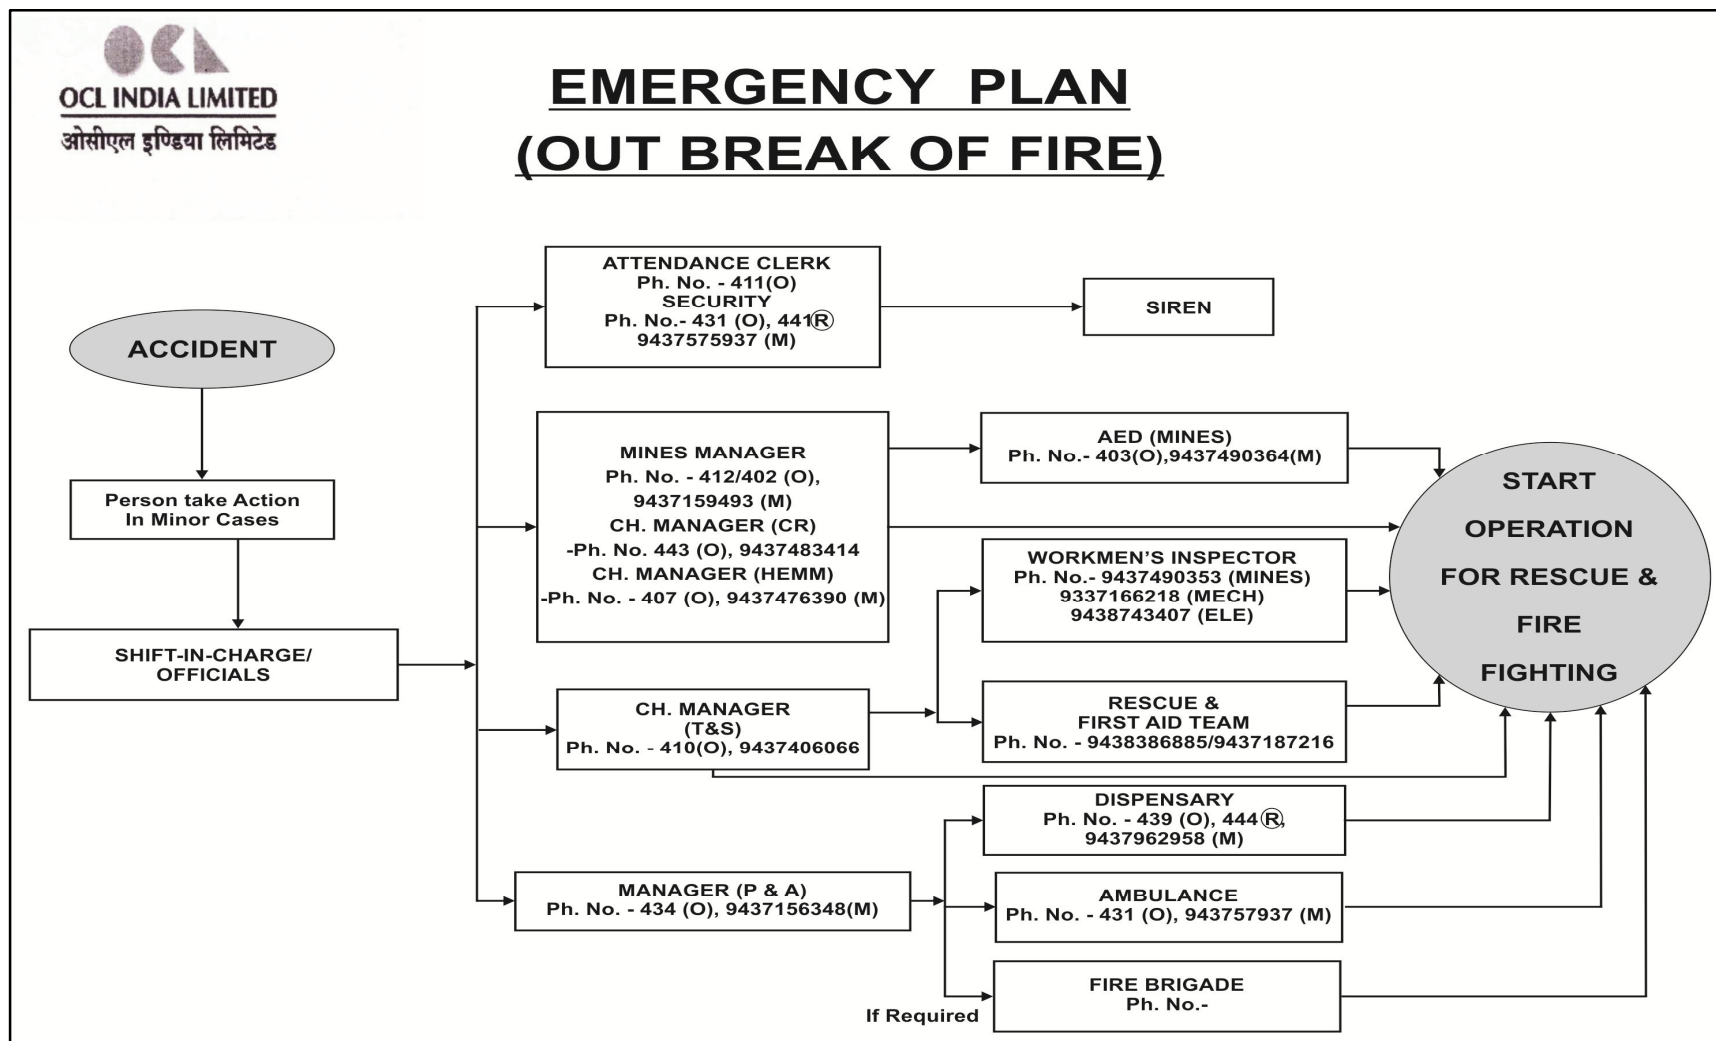 OCL INDIA LIMITED
ओसीएल इण्डिया लिमिटेड
EMERGENCY PLAN
(OUT BREAK OF FIRE)
ACCIDENT
Person take Action
In Minor Cases
SHIFT-IN-CHARGE/
OFFICIALS
ATTENDANCE CLERK
Ph. No. - 411(O)
SECURITY
Ph. No.- 431 (O), 441Ⓡ
9437575937 (M)
SIREN
MINES MANAGER
Ph. No. - 412/402 (O),
9437159493 (M)
CH. MANAGER (CR)
-Ph. No. 443 (O), 9437483414
CH. MANAGER (HEMM)
-Ph. No. - 407 (O), 9437476390 (M)
AED (MINES)
Ph. No.- 403(O),9437490364(M)
WORKMEN'S INSPECTOR
Ph. No.- 9437490353 (MINES)
9337166218 (MECH)
9438743407 (ELE)
CH. MANAGER
(T&S)
Ph. No. - 410(O), 9437406066
RESCUE &
FIRST AID TEAM
Ph. No. - 9438386885/9437187216
MANAGER (P & A)
Ph. No. - 434 (O), 9437156348(M)
DISPENSARY
Ph. No. - 439 (O), 444 Ⓡ,
9437962958 (M)
AMBULANCE
Ph. No. - 431 (O), 943757937 (M)
If Required
FIRE BRIGADE
Ph. No.-
START
OPERATION
FOR RESCUE &
FIRE
FIGHTING